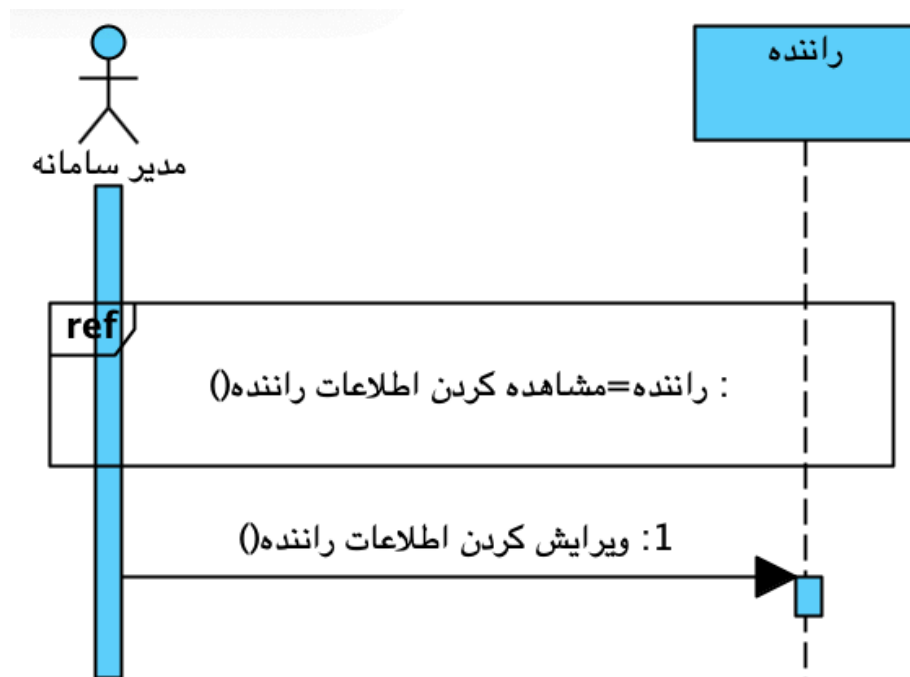 راننده
مدیر سامانه
ref
: راننده=مشاهده کردن اطلاعات راننده()
1: ویرایش کردن اطلاعات راننده()